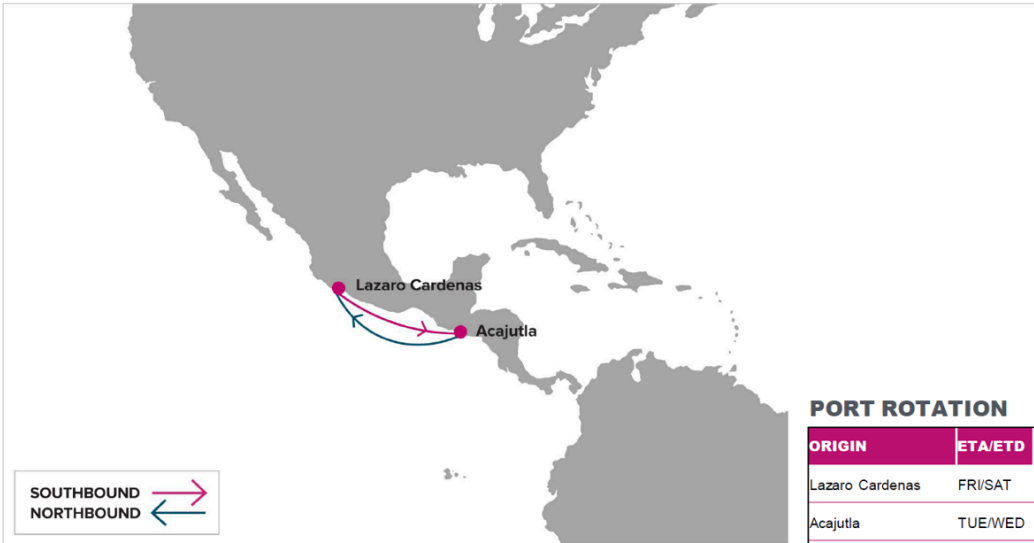 Lazaro Cardenas
Acajutla
SOUTHBOUND
NORTHBOUND
PORT ROTATION
ORIGIN ETA/ETD
Lazaro Cardenas FRI/SAT
Acajutla TUE/WED